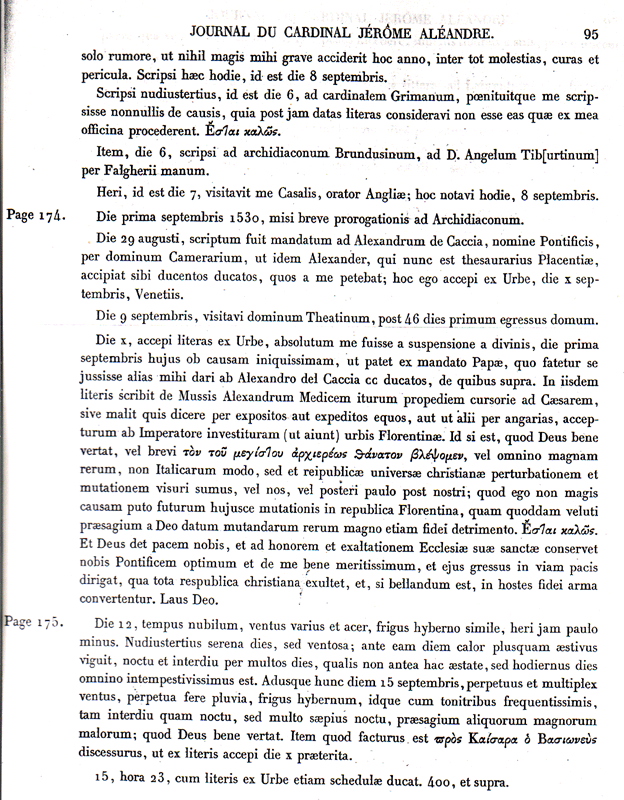 JOURNAL DU CARDINAL JÉRÔME ALÉANDRE. 95
solo rumore, ut nihil magis mihi grave acciderit hoc anno, inter tot molestias, curas et
pericula. Scripsi hæc hodie, id est die 8 septembris.
Scripsi nudiustertius, id est die 6, ad cardinalem Grimanum, pœnituitque me scrip-
sisse nonnullis de causis, quia post jam datas literas consideravi non esse eas quæ ex mea
officina procederent. Ἔσται καλῶς.
Item, die 6, scripsi ad archidiaconum Brundusinum, ad D. Angelum Tib[urtinum]
per Falgherii manum.
Heri, id est die 7, visitavit me Casalis, orator Angliæ; hoc notavi hodie, 8 septembris.
Page 174. Die prima septembris 1530, misi breve prorogationis ad Archidiaconum.
Die 29 augusti, scriptum fuit mandatum ad Alexandrum de Caccia, nomine Pontificis,
per dominum Camerarium, ut idem Alexander, qui nunc est thesaurarius Placentiæ,
accipiat sibi ducentos ducatos, quos a me petebat; hoc ego accepi ex Urbe, die x sep-
tembris, Venetiis.
Die 9 septembris, visitavi dominum Theatinum, post 46 dies primum egressus domum.
Die x, accepi literas ex Urbe, absolutum me fuisse a suspensione a divinis, die prima
septembris hujus ob causam iniquissimam, ut patet ex mandato Papæ, quo fatetur se
jussisse alias mihi dari ab Alexandro del Caccia cc ducatos, de quibus supra. In iisdem
literis scribit de Mussis Alexandrum Medicem iturum propediem cursorie ad Cæsarem,
sive malit quis dicere per expositos aut expeditos equos, aut ut alii per angarias, accep-
turum ab Imperatore investituram (ut aiunt) urbis Florentinæ. Id si est, quod Deus bene
vertat, vel brevi τὸν τοῦ μεγίστου ἀρχιερέως θάνατον βλέψομεν, vel omnino magnam
rerum, non Italicarum modo, sed et reipublicæ universæ christianæ perturbationem et
mutationem visuri sumus, vel nos, vel posteri paulo post nostri; quod ego non magis
causam puto futurum hujusce mutationis in republica Florentina, quam quoddam veluti
præsagium a Deo datum mutandarum rerum magno etiam fidei detrimento. Ἔσται καλῶς.
Et Deus det pacem nobis, et ad honorem et exaltationem Ecclesiæ suæ sanctæ conservet
nobis Pontificem optimum et de me bene meritissimum, et ejus gressus in viam pacis
dirigat, qua tota respublica christiana exultet, et, si bellandum est, in hostes fidei arma
convertentur. Laus Deo.
Page 175. Die 12, tempus nubilum, ventus varius et acer, frigus hyberno simile, heri jam paulo
minus. Nudiustertius serena dies, sed ventosa; ante eam diem calor plusquam æstivus
viguit, noctu et interdiu per multos dies, qualis non antea hac æstate, sed hodiernus dies
omnino intempestivissimus est. Adusque hunc diem 15 septembris, perpetuus et multiplex
ventus, perpetua fere pluvia, frigus hybernum, idque cum tonitribus frequentissimis,
tam interdiu quam noctu, sed multo sæpius noctu, præsagium aliquorum magnorum
malorum; quod Deus bene vertat. Item quod facturus est πρὸς Καίσαρα ὁ Βασιωνεὺς
discessurus, ut ex literis accepi die x præterita.
15, hora 23, cum literis ex Urbe etiam schedulæ ducat. 400, et supra.